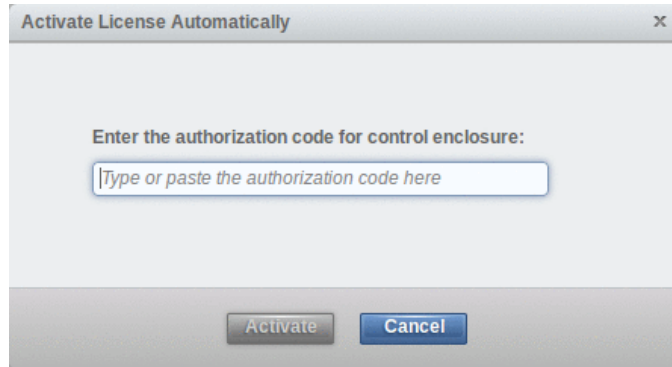 Activate License Automatically x
Enter the authorization code for control enclosure:
Type or paste the authorization code here
Activate Cancel